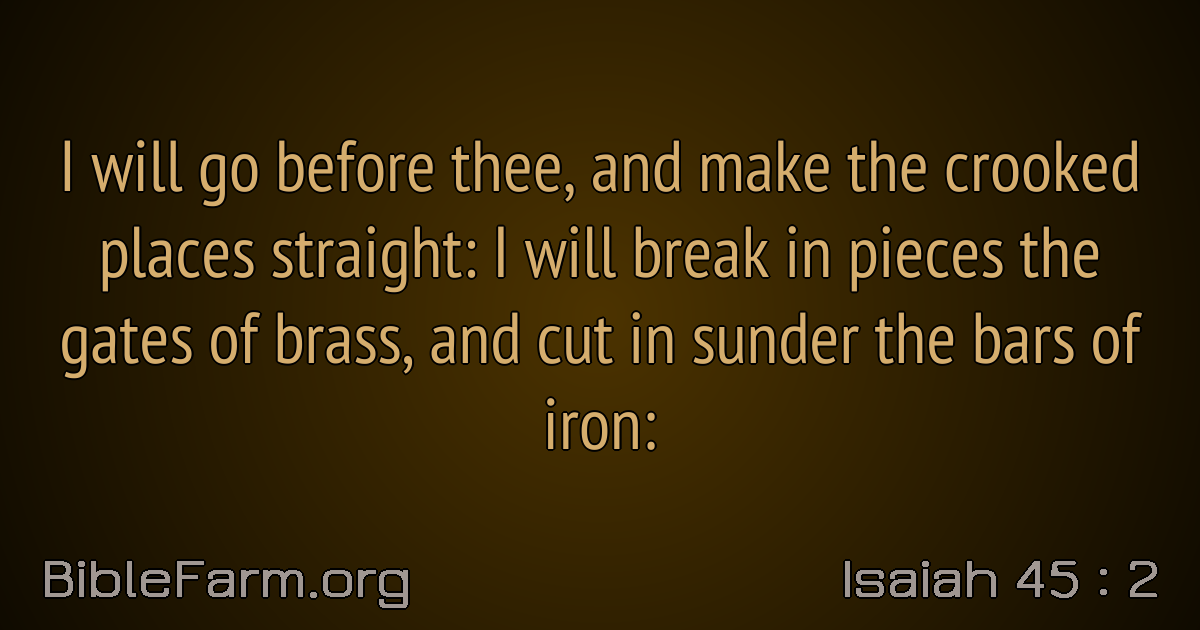 I will go before thee, and make the crooked
places straight: I will break in pieces the
gates of brass, and cut in sunder the bars of
iron:
BibleFarm.org
Isaiah 45 : 2